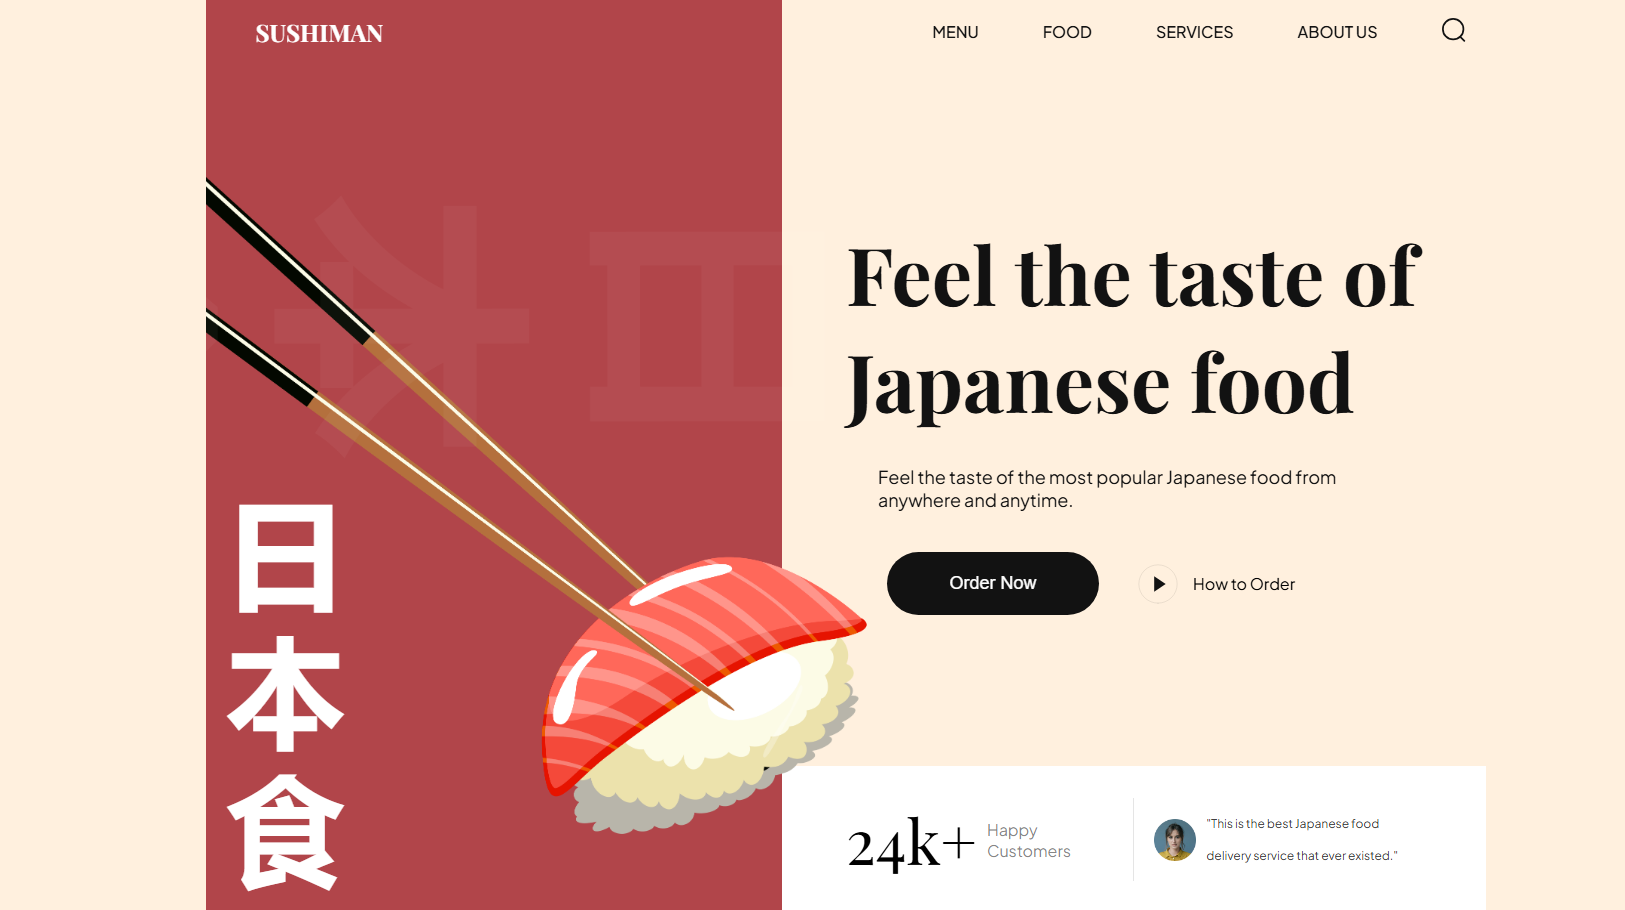 SUSHIMAN
MENU
FOOD
SERVICES
ABOUT US
Feel the taste of
Japanese food
Feel the taste of the most popular Japanese food from
anywhere and anytime.
Order Now
How to Order
日
本
食
24k+
Happy
Customers
"This is the best Japanese food
delivery service that ever existed."